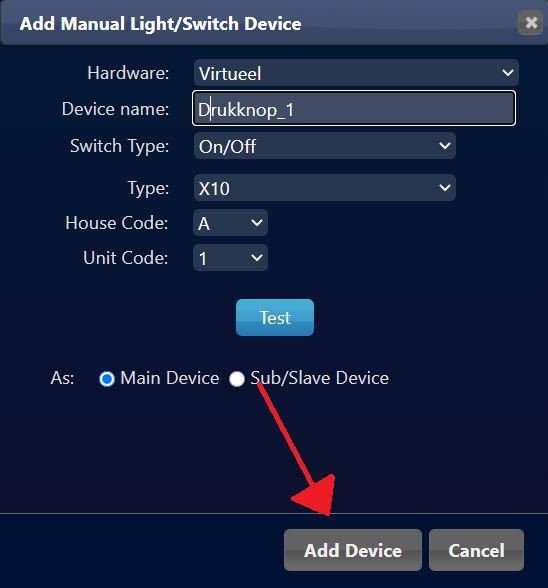 Add Manual Light/Switch Device
Hardware: Virtueel
Device name: Drukknop_1
Switch Type: On/Off
Type: X10
House Code: A
Unit Code: 1
Test
As: Main Device Sub/Slave Device
Add Device Cancel